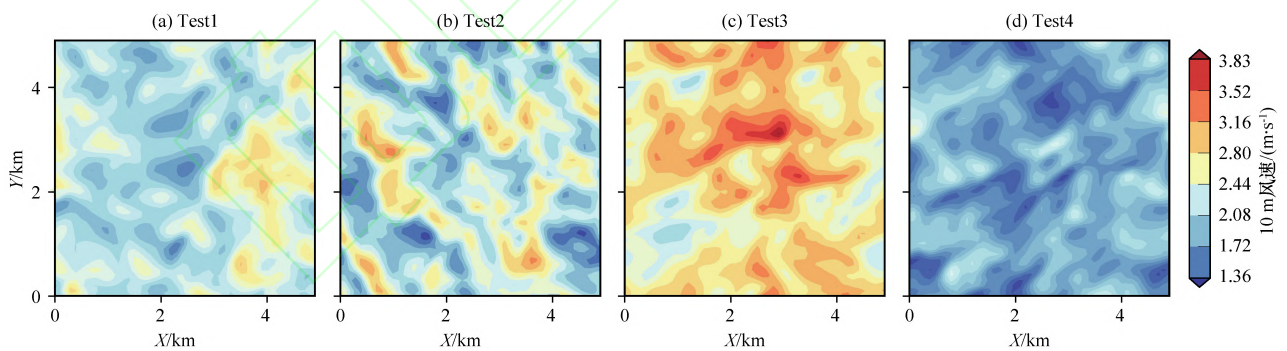 (a) Test1
(b) Test2
(c) Test3
(d) Test4
Y/km
4
2
0
0 2 4
0 2 4
0 2 4
2 4
X/km
X/km
X/km
X/km
3.83
3.52
3.16
2.80
2.44
2.08
1.72
1.36
10 m风速/(m·s⁻¹)